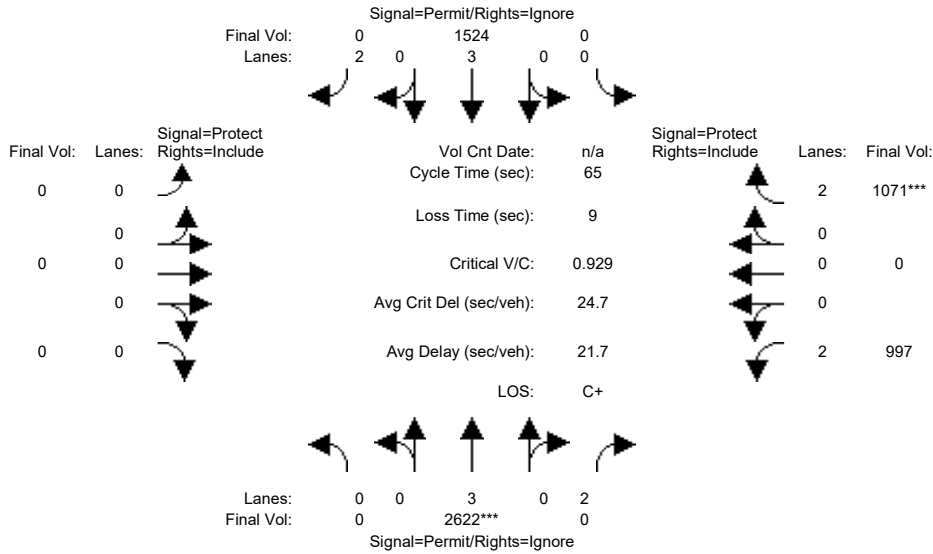 Signal=Permit/Rights=Ignore
Final Vol: 0 1524 0
Lanes: 2 0 3 0 0
Signal=Protect
Final Vol: Lanes: Rights=Include
Vol Cnt Date: n/a
Signal=Protect
Rights=Include Lanes: Final Vol:
Cycle Time (sec): 65
0 0
2 1071***
Loss Time (sec): 9
0
0
0 0
Critical V/C: 0.929
0 0
0
Avg Crit Del (sec/veh): 24.7
0
0 0
Avg Delay (sec/veh): 21.7
2 997
LOS: C+
Lanes: 0 0 3 0 2
Final Vol: 0 2622*** 0
Signal=Permit/Rights=Ignore